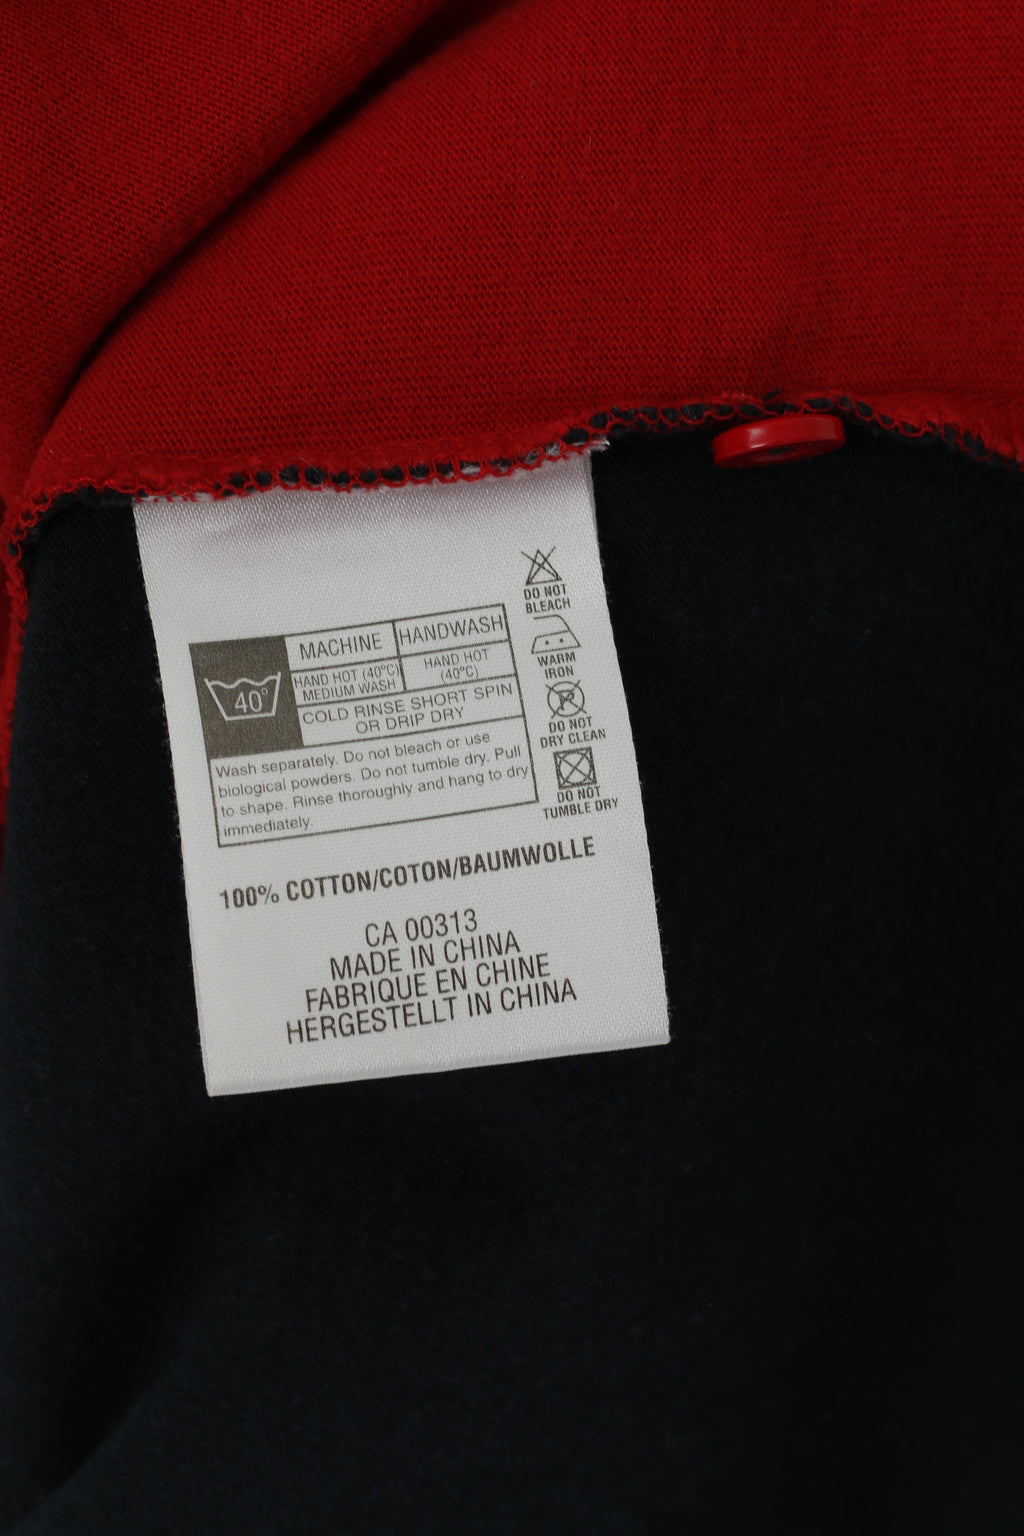 DO NOT
BLEACH
WARM
IRON
P
DO NOT
DRY CLEAN
DO NOT
TUMBLE DRY
40°
MACHINE HANDWASH
HAND HOT (40°C)
MEDIUM WASH
HAND HOT
(40°C)
COLD RINSE SHORT SPIN
OR DRIP DRY
Wash separately. Do not bleach or use
biological powders. Do not tumble dry. Pull
to shape. Rinse thoroughly and hang to dry
immediately.
100% COTTON/COTON/BAUMWOLLE
CA 00313
MADE IN CHINA
FABRIQUE EN CHINE
HERGESTELLT IN CHINA